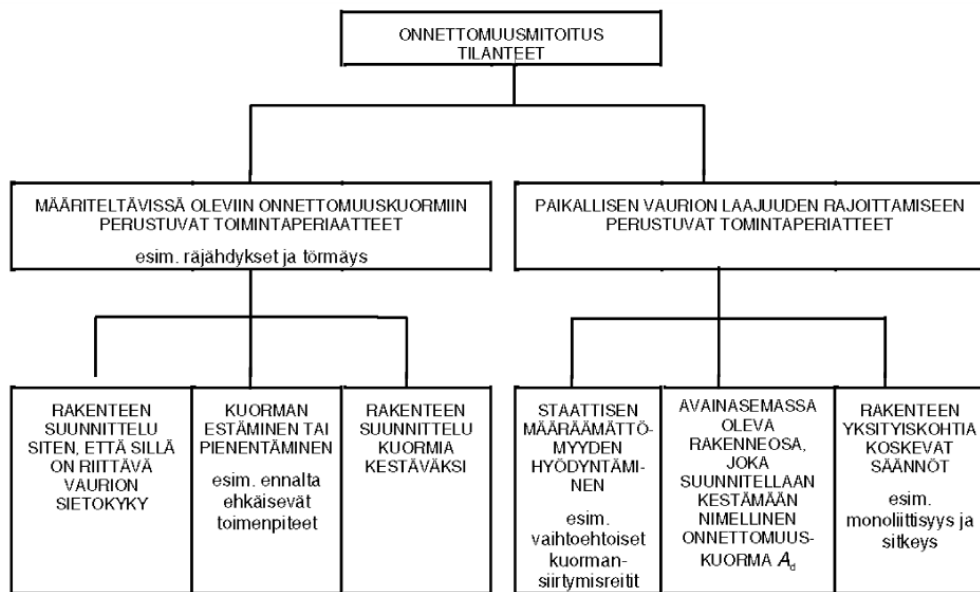 ONNETTOMUUSMITOITUS
TILANTEET
MÄÄRITELTÄVISSÄ OLEVIIN ONNETTOMUUSKUORMIIN
PERUSTUVAT TOIMINTAPERIAATTEET
esim. räjähdykset ja törmäys
PAIKALLISEN VAURION LAAJUUDEN RAJOITTAMISEEN
PERUSTUVAT TOMINTAPERIATTEET
RAKENTEEN
SUUNNITTELU
SITEN, ETTÄ SILLÄ
ON RIITTÄVÄ
VAURION
SIETOKYKY
KUORMAN
ESTÄMINEN TAI
PIENENTÄMINEN
esim. ennalta
ehkäisevät
toimenpiteet
RAKENTEEN
SUUNNITTELU
KUORMIA
KESTÄVÄKSI
STAATTISEN
MÄÄRÄÄMÄTTÖ-
MYYDEN
HYÖDYNTÄMI-
NEN
esim.
vaihtoehtoiset
kuorman-
siirtymisreitit
AVAINASEMASSA
OLEVA
RAKENNEOSA,
JOKA
SUUNNITELLAAN
KESTÄMÄÄN
NIMELLINEN
ONNETTOMUUS-
KUORMA Ad
RAKENTEEN
YKSITYISKOHTIA
KOSKEVAT
SÄÄNNÖT
esim.
monoliittisyys ja
sitkeys